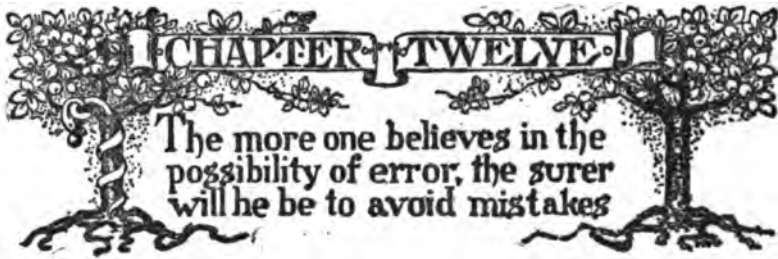 CHAPTER TWELVE
The more one believes in the
possibility of error, the surer
will he be to avoid mistakes